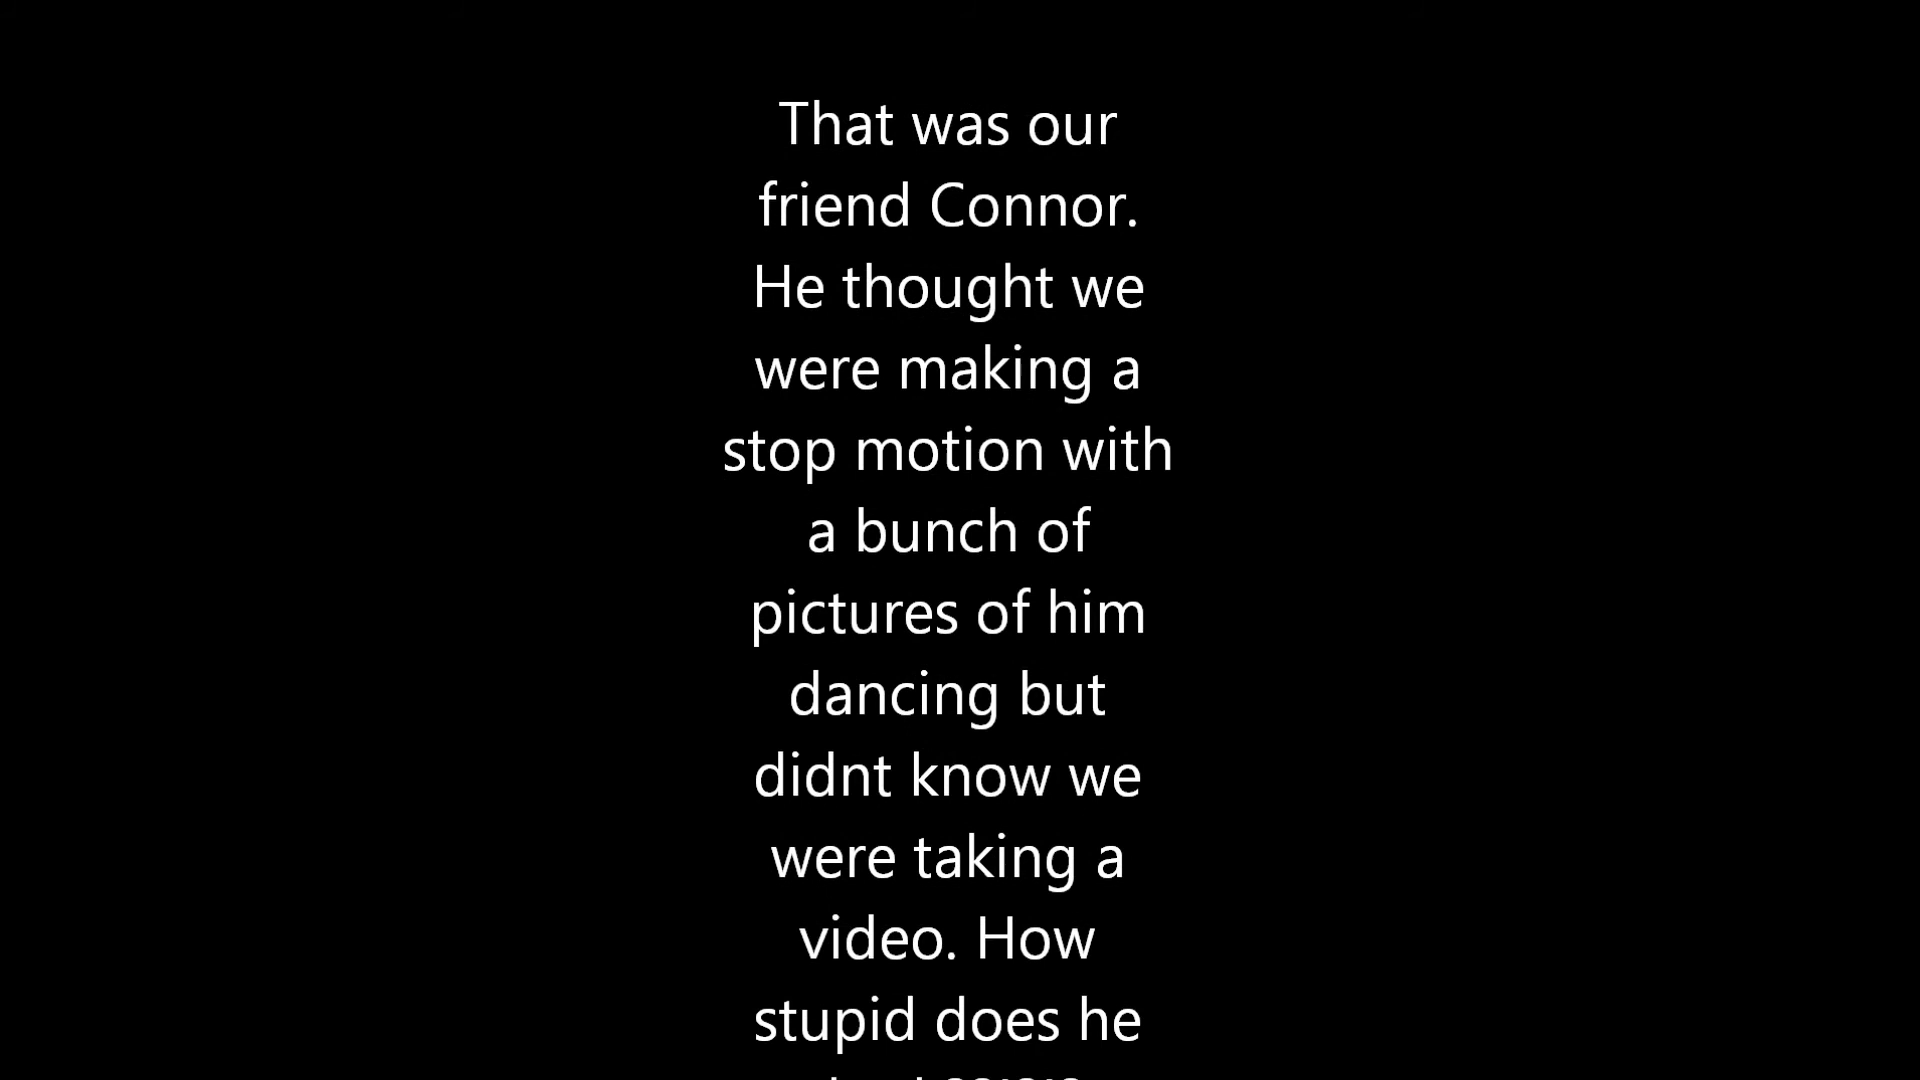 That was our
friend Connor.
He thought we
were making a
stop motion with
a bunch of
pictures of him
dancing but
didnt know we
were taking a
video. How
stupid does he